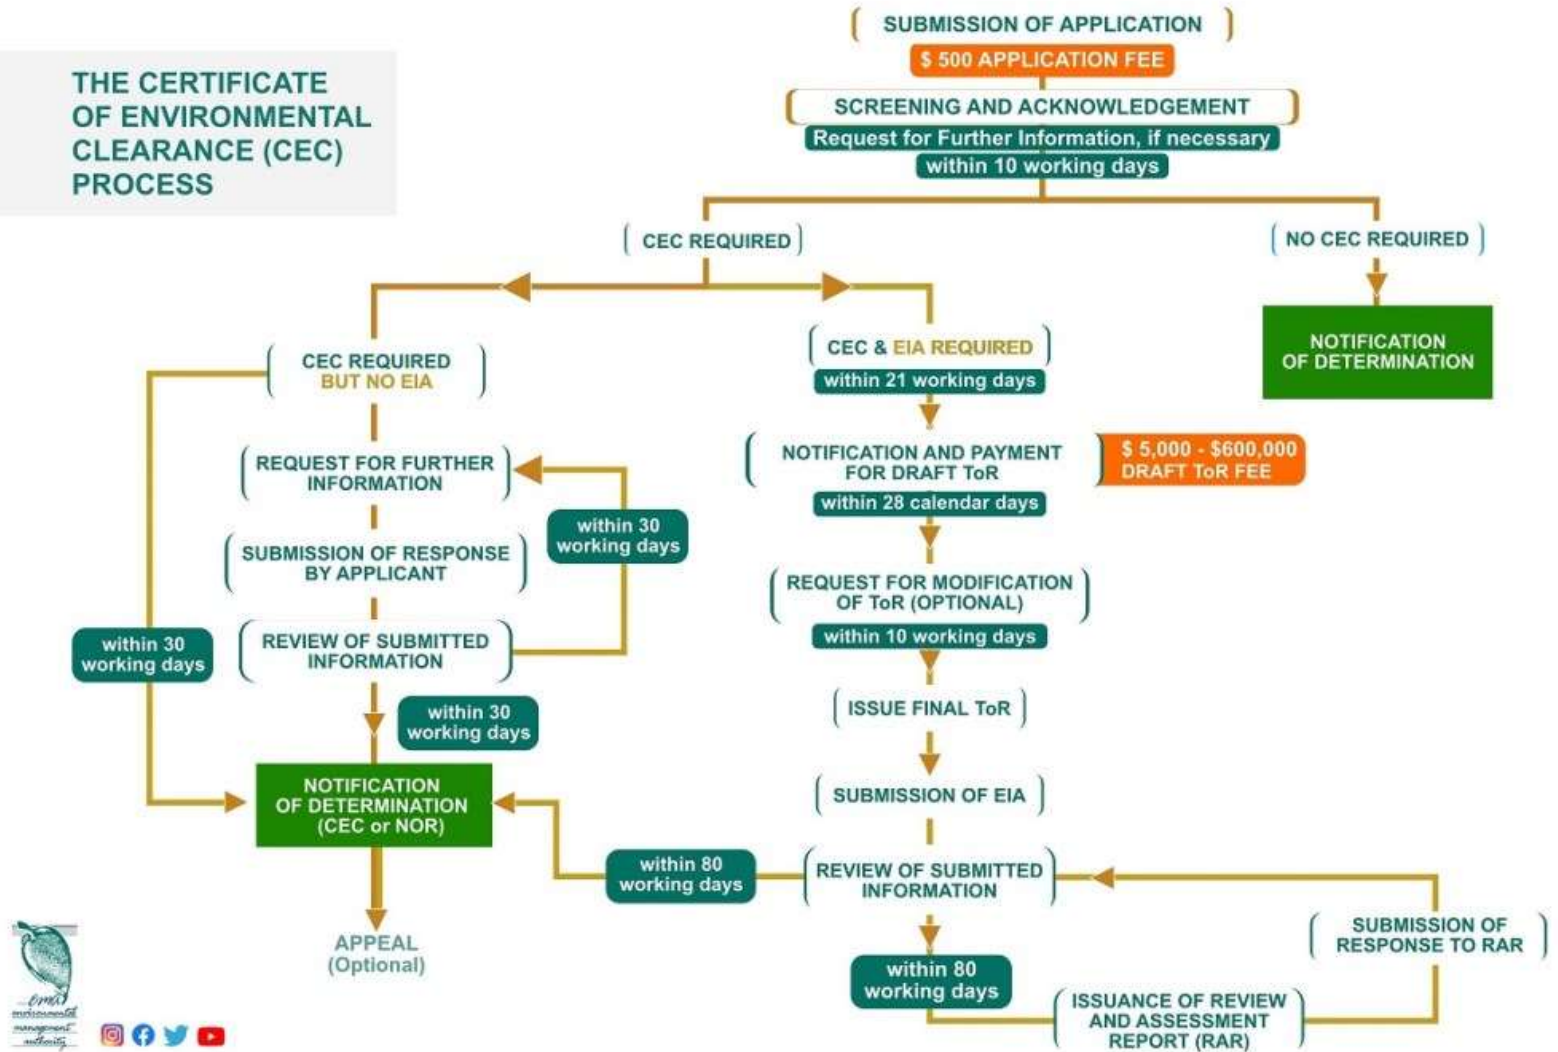 THE CERTIFICATE
OF ENVIRONMENTAL
CLEARANCE (CEC)
PROCESS
SUBMISSION OF APPLICATION
$ 500 APPLICATION FEE
SCREENING AND ACKNOWLEDGEMENT
Request for Further Information, if necessary
within 10 working days
CEC REQUIRED
NO CEC REQUIRED
NOTIFICATION
OF DETERMINATION
CEC REQUIRED
BUT NO EIA
REQUEST FOR FURTHER
INFORMATION
SUBMISSION OF RESPONSE
BY APPLICANT
REVIEW OF SUBMITTED
INFORMATION
within 30
working days
within 30
working days
within 30
working days
NOTIFICATION
OF DETERMINATION
(CEC or NOR)
APPEAL
(Optional)
CEC & EIA REQUIRED
within 21 working days
NOTIFICATION AND PAYMENT
FOR DRAFT ToR
$ 5,000 - $600,000
DRAFT ToR FEE
within 28 calendar days
REQUEST FOR MODIFICATION
OF ToR (OPTIONAL)
within 10 working days
ISSUE FINAL ToR
SUBMISSION OF EIA
REVIEW OF SUBMITTED
INFORMATION
within 80
working days
within 80
working days
ISSUANCE OF REVIEW
AND ASSESSMENT
REPORT (RAR)
SUBMISSION OF
RESPONSE TO RAR
ema
environmental
management
authority